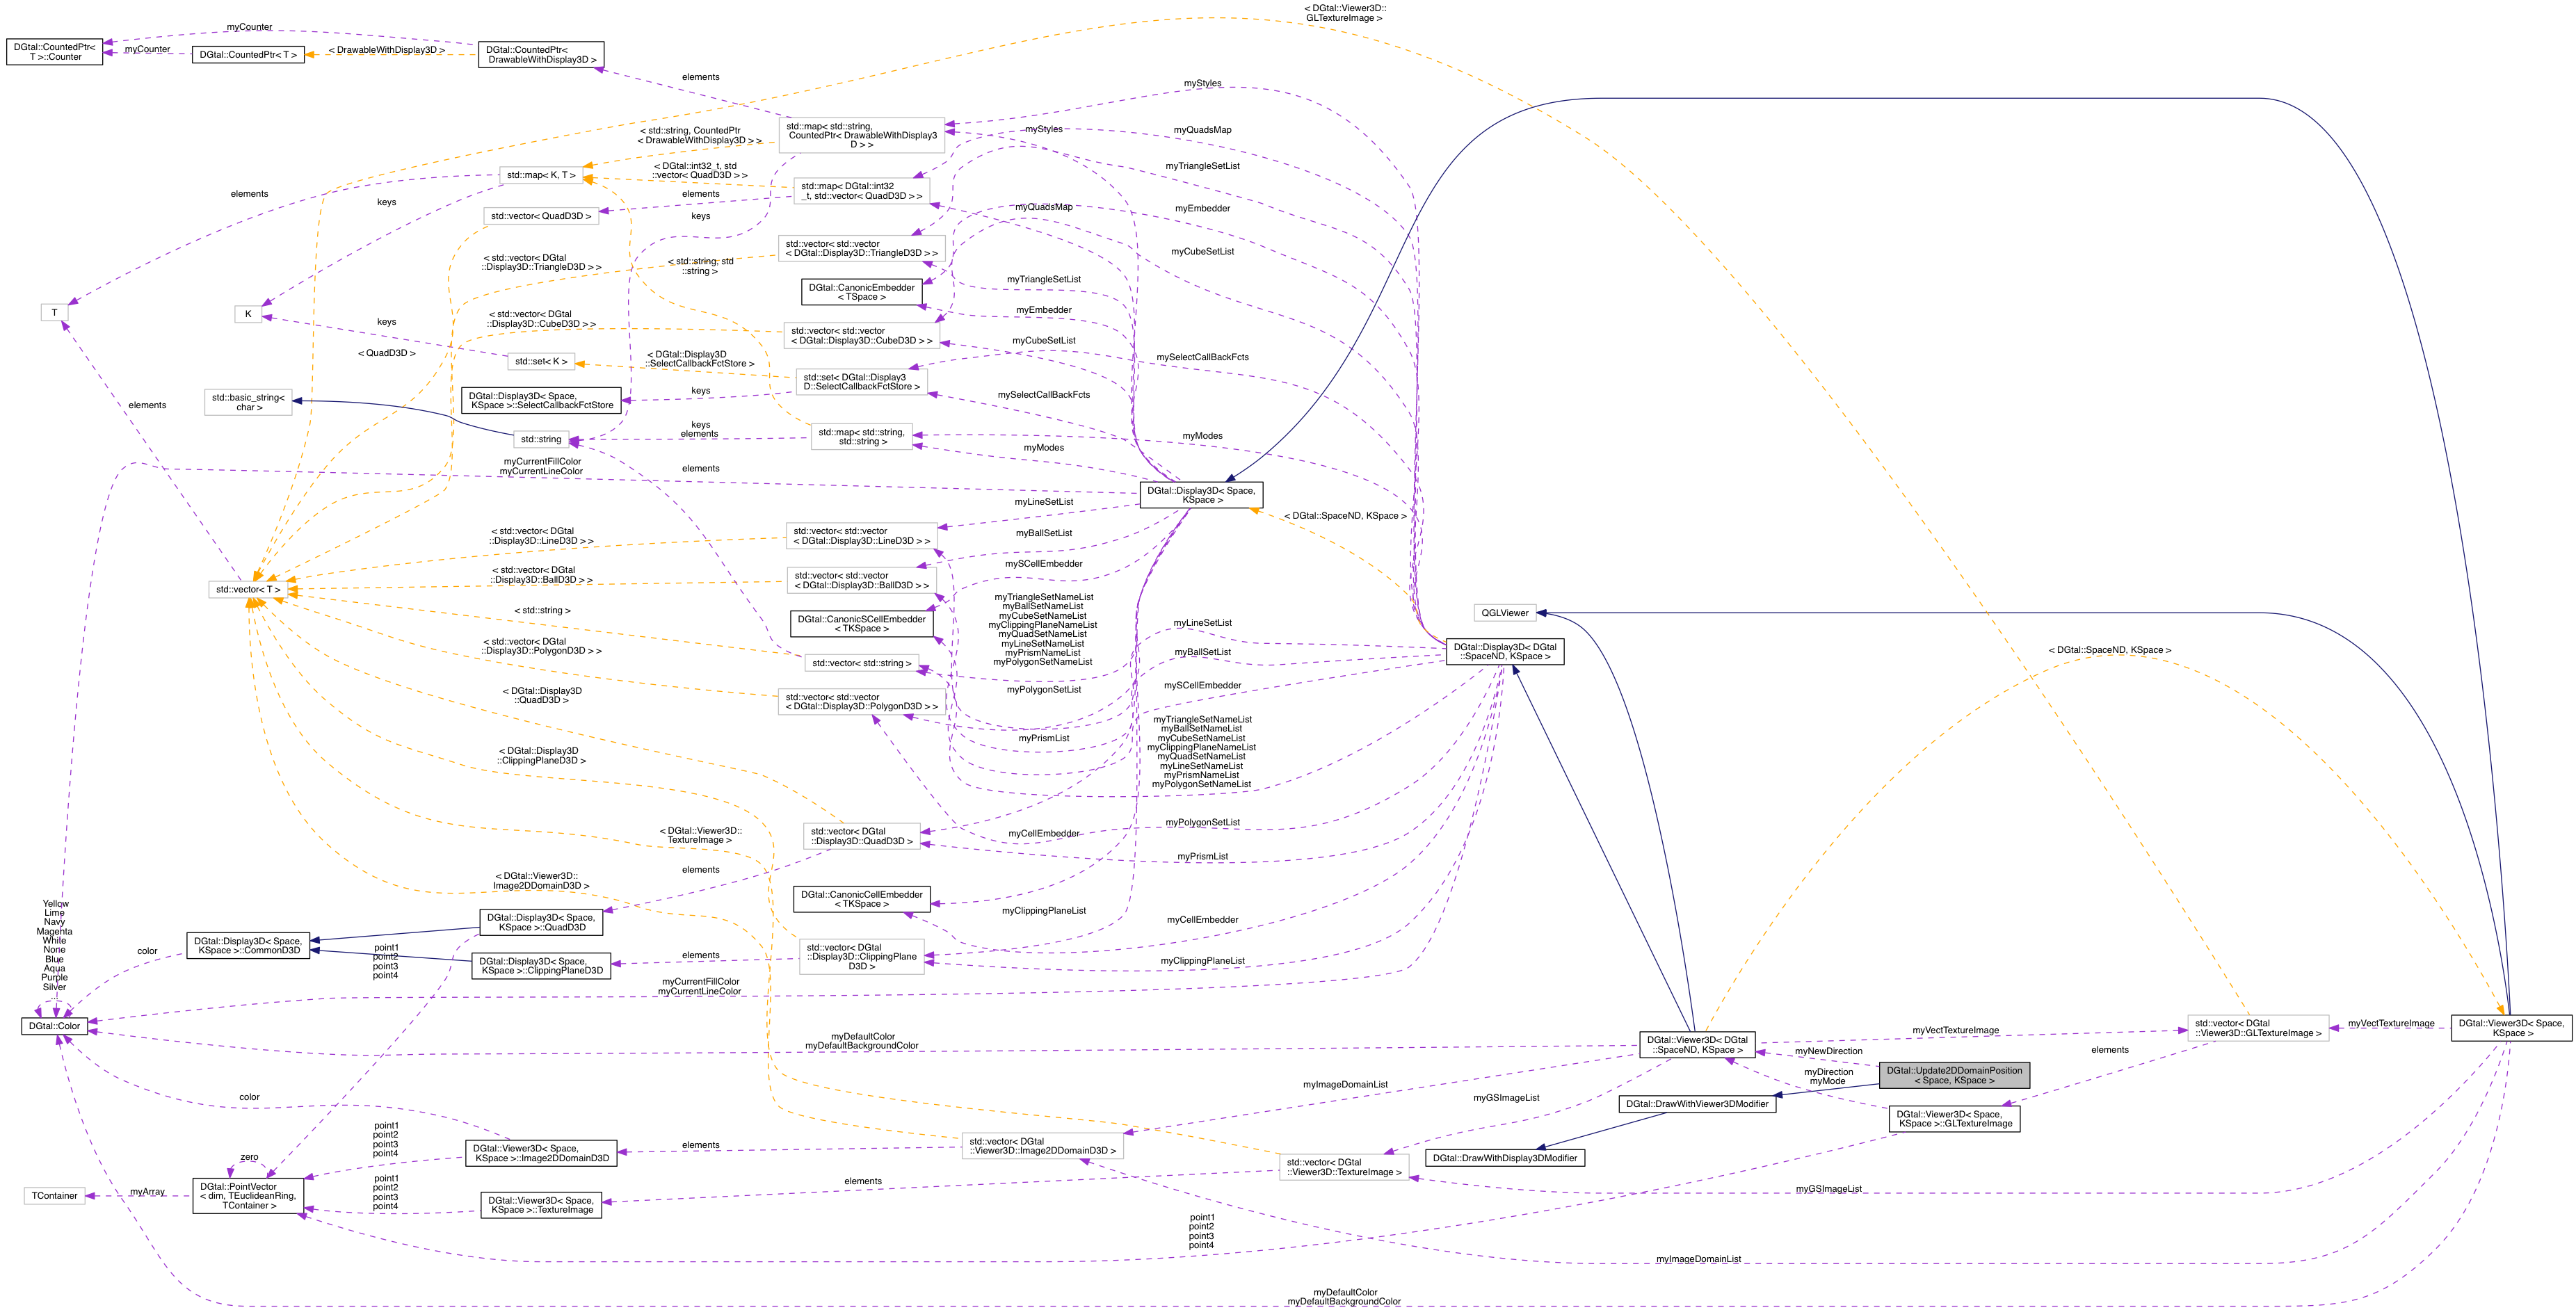 < DGtal::Viewer3D::
GLTextureImage >
myCounter
DGtal::CountedPtr<
T >::Counter
myCounter
DGtal::CountedPtr< T >
< DrawableWithDisplay3D >
DGtal::CountedPtr<
DrawableWithDisplay3D >
elements
myStyles
std::map< std::string,
CountedPtr< DrawableWithDisplay3
D > >
< std::string, CountedPtr
< DrawableWithDisplay3D > >
myStyles
myQuadsMap
std::map< K, T >
< DGtal::int32_t, std
::vector< QuadD3D > >
std::map< DGtal::int32
_t, std::vector< QuadD3D > >
myTriangleSetList
elements
keys
elements
keys
std::vector< QuadD3D >
myQuadsMap
myEmbedder
std::vector< std::vector
< DGtal::Display3D::TriangleD3D > >
< std::vector< DGtal
::Display3D::TriangleD3D > >
< std::string, std
::string >
myCubeSetList
myTriangleSetList
DGtal::CanonicEmbedder
< TSpace >
T
K
keys
< std::vector< DGtal
::Display3D::CubeD3D > >
std::vector< std::vector
< DGtal::Display3D::CubeD3D > >
myEmbedder
myCubeSetList
mySelectCallBackFcts
< QuadD3D >
std::set< K >
< DGtal::Display3D
::SelectCallbackFctStore >
std::set< DGtal::Display3
D::SelectCallbackFctStore >
keys
DGtal::Display3D< Space,
KSpace >::SelectCallbackFctStore
mySelectCallBackFcts
std::basic_string<
char >
elements
std::string
keys
elements
std::map< std::string,
std::string >
myModes
myModes
myCurrentFillColor
myCurrentLineColor
elements
DGtal::Display3D< Space,
KSpace >
myLineSetList
< DGtal::SpaceND, KSpace >
< std::vector< DGtal
::Display3D::LineD3D > >
std::vector< std::vector
< DGtal::Display3D::LineD3D > >
myBallSetList
std::vector< T >
< std::vector< DGtal
::Display3D::BallD3D > >
std::vector< std::vector
< DGtal::Display3D::BallD3D > >
mySCellEmbedder
< std::string >
DGtal::CanonicSCellEmbedder
< TKSpace >
myTriangleSetNameList
myBallSetNameList
myCubeSetNameList
myClippingPlaneNameList
myQuadSetNameList
myLineSetNameList
myPrismNameList
myPolygonSetNameList
myLineSetList
QGLViewer
< std::vector< DGtal
::Display3D::PolygonD3D > >
std::vector< std::string >
myBallSetList
DGtal::Display3D< DGtal
::SpaceND, KSpace >
< DGtal::SpaceND, KSpace >
std::vector< std::vector
< DGtal::Display3D::PolygonD3D > >
myPolygonSetList
mySCellEmbedder
< DGtal::Display3D
::QuadD3D >
myPrismList
myTriangleSetNameList
myBallSetNameList
myCubeSetNameList
myClippingPlaneNameList
myQuadSetNameList
myLineSetNameList
myPrismNameList
myPolygonSetNameList
< DGtal::Display3D
::ClippingPlaneD3D >
< DGtal::Viewer3D::
TextureImage >
std::vector< DGtal
::Display3D::QuadD3D >
myCellEmbedder
myPolygonSetList
myPrismList
elements
< DGtal::Viewer3D::
Image2DDomainD3D >
DGtal::CanonicCellEmbedder
< TKSpace >
myClippingPlaneList
myCellEmbedder
Yellow
Lime
Navy
Magenta
White
None
Blue
Aqua
Purple
Silver
...
DGtal::Display3D< Space,
KSpace >::QuadD3D
DGtal::Display3D< Space,
KSpace >::CommonD3D
color
point1
point2
point3
point4
DGtal::Display3D< Space,
KSpace >::ClippingPlaneD3D
elements
std::vector< DGtal
::Display3D::ClippingPlane
D3D >
myClippingPlaneList
myCurrentFillColor
myCurrentLineColor
DGtal::Color
myDefaultColor
myDefaultBackgroundColor
DGtal::Viewer3D< DGtal
::SpaceND, KSpace >
myVectTextureImage
std::vector< DGtal
::Viewer3D::GLTextureImage >
myVectTextureImage
DGtal::Viewer3D< Space,
KSpace >
myNewDirection
elements
DGtal::Update2DDomainPosition
< Space, KSpace >
myDirection
myMode
myImageDomainList
myGSImageList
DGtal::DrawWithViewer3DModifier
DGtal::Viewer3D< Space,
KSpace >::GLTextureImage
color
point1
point2
point3
point4
DGtal::Viewer3D< Space,
KSpace >::Image2DDomainD3D
elements
std::vector< DGtal
::Viewer3D::Image2DDomainD3D >
DGtal::DrawWithDisplay3DModifier
zero
std::vector< DGtal
::Viewer3D::TextureImage >
TContainer
myArray
DGtal::PointVector
< dim, TEuclideanRing,
TContainer >
point1
point2
point3
point4
DGtal::Viewer3D< Space,
KSpace >::TextureImage
elements
myGSImageList
point1
point2
point3
point4
myImageDomainList
myDefaultColor
myDefaultBackgroundColor